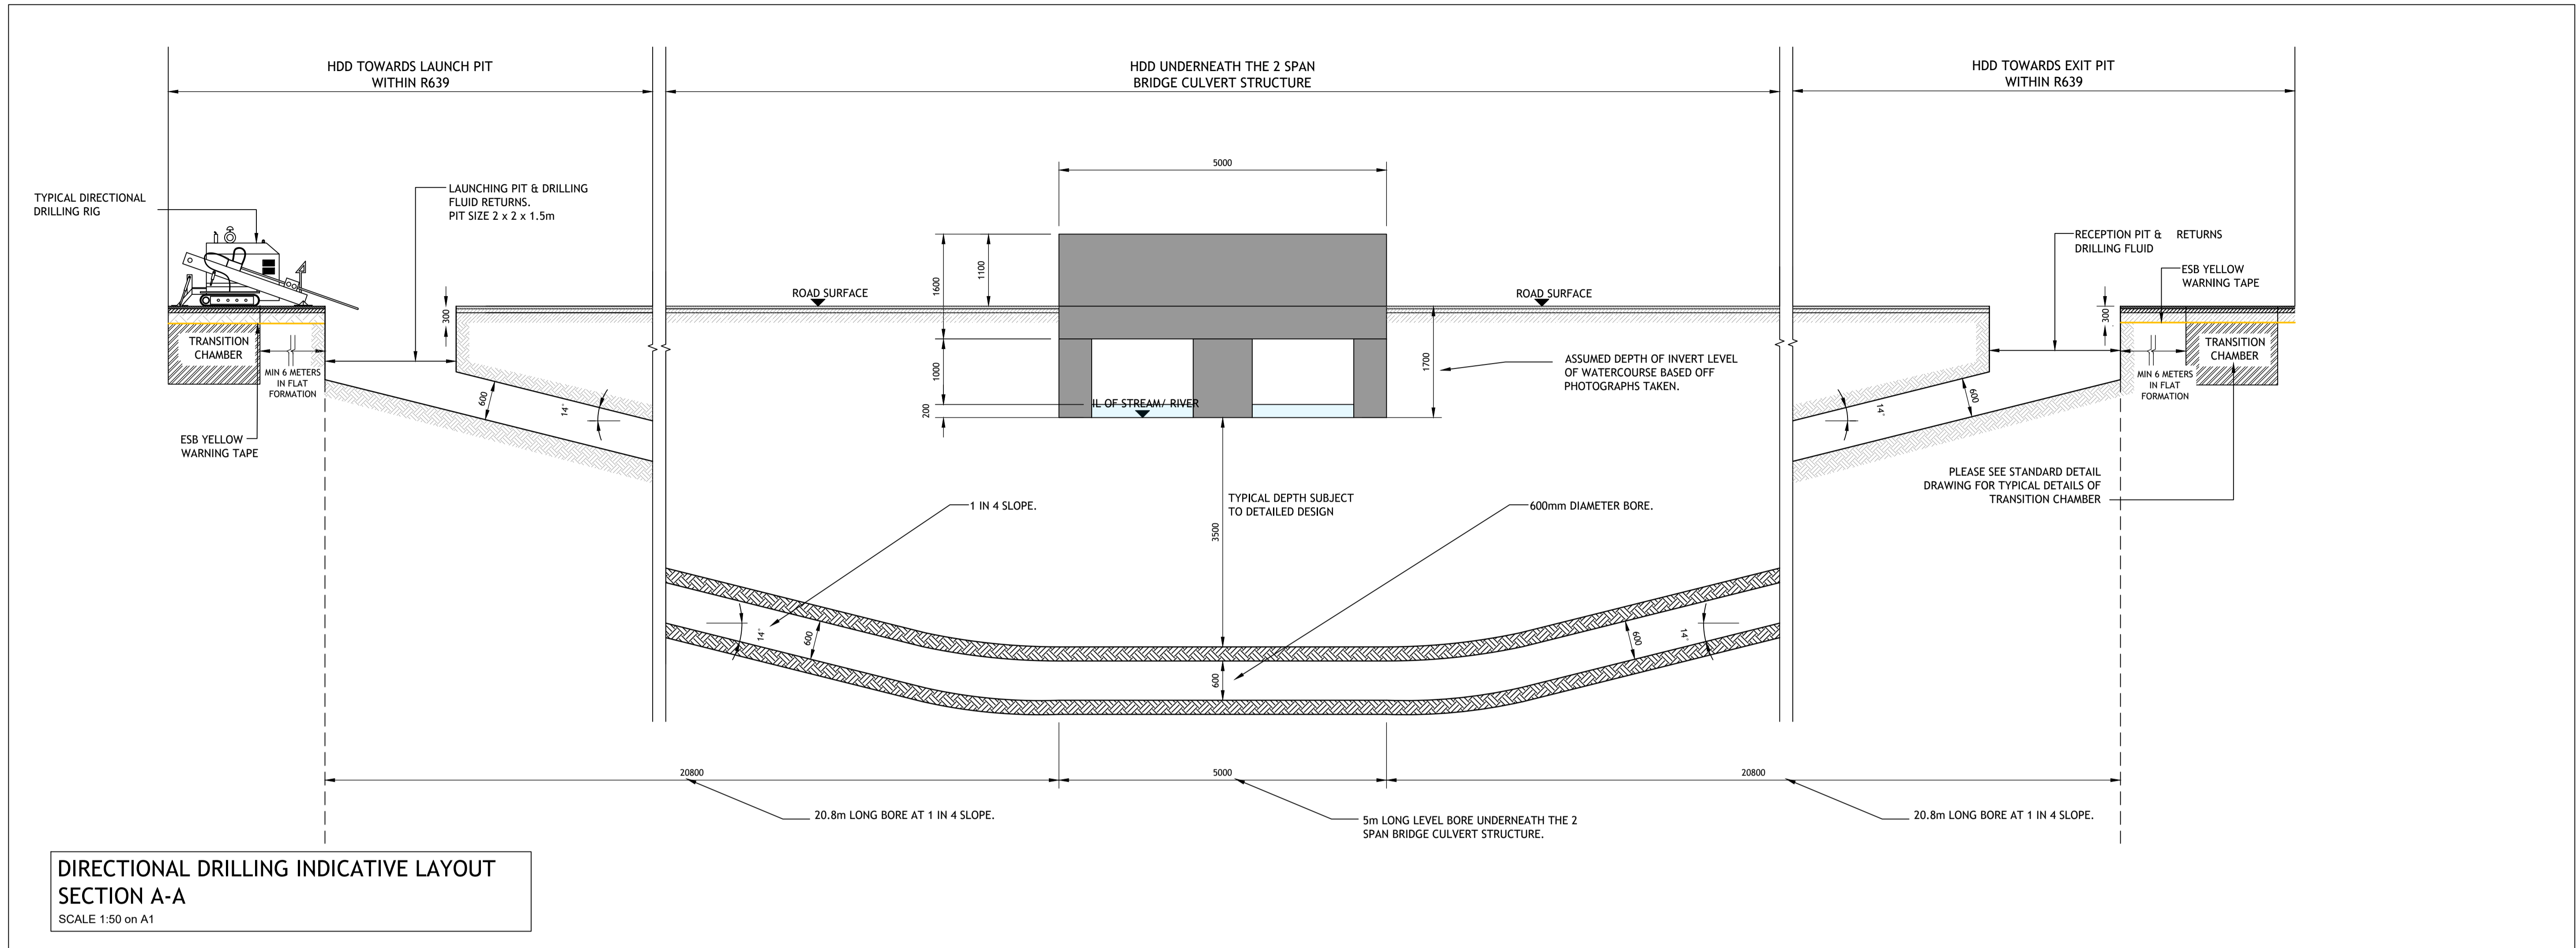 HDD TOWARDS LAUNCH PIT
WITHIN R639
HDD UNDERNEATH THE 2 SPAN
BRIDGE CULVERT STRUCTURE
HDD TOWARDS EXIT PIT
WITHIN R639
5000
TYPICAL DIRECTIONAL
DRILLING RIG
LAUNCHING PIT & DRILLING
FLUID RETURNS.
PIT SIZE 2 x 2 x 1.5m
RECEPTION PIT & RETURNS
DRILLING FLUID
ESB YELLOW
WARNING TAPE
1600
1100
ROAD SURFACE
ROAD SURFACE
300
300
TRANSITION
CHAMBER
MIN 6 METERS
IN FLAT
FORMATION
1000
200
IL OF STREAM/ RIVER
1700
ASSUMED DEPTH OF INVERT LEVEL
OF WATERCOURSE BASED OFF
PHOTOGRAPHS TAKEN.
TRANSITION
CHAMBER
MIN 6 METERS
IN FLAT
FORMATION
600
14°
14°
600
ESB YELLOW
WARNING TAPE
PLEASE SEE STANDARD DETAIL
DRAWING FOR TYPICAL DETAILS OF
TRANSITION CHAMBER
1 IN 4 SLOPE.
TYPICAL DEPTH SUBJECT
TO DETAILED DESIGN
3500
600mm DIAMETER BORE.
14°
600
600
600
14°
20800
5000
20800
20.8m LONG BORE AT 1 IN 4 SLOPE.
5m LONG LEVEL BORE UNDERNEATH THE 2
SPAN BRIDGE CULVERT STRUCTURE.
20.8m LONG BORE AT 1 IN 4 SLOPE.
DIRECTIONAL DRILLING INDICATIVE LAYOUT
SECTION A-A
SCALE 1:50 on A1